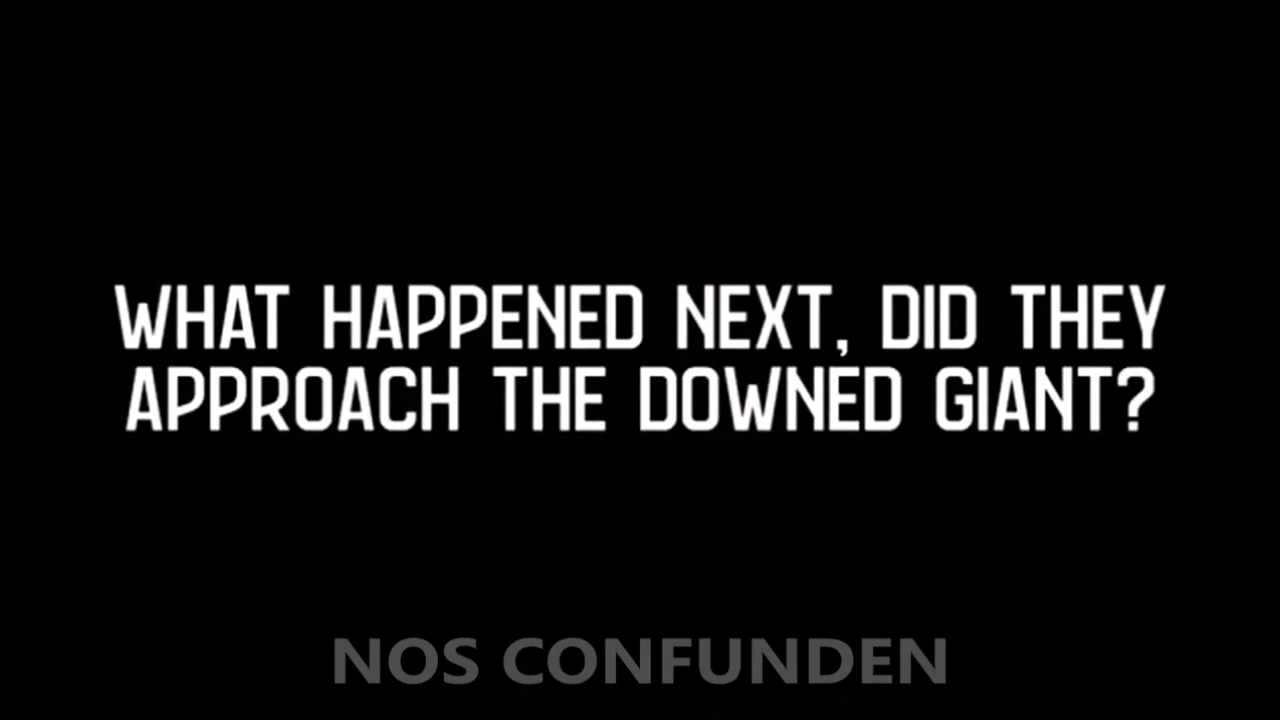 WHAT HAPPENED NEXT, DID THEY
APPROACH THE DOWNED GIANT?
NOS CONFUNDEN